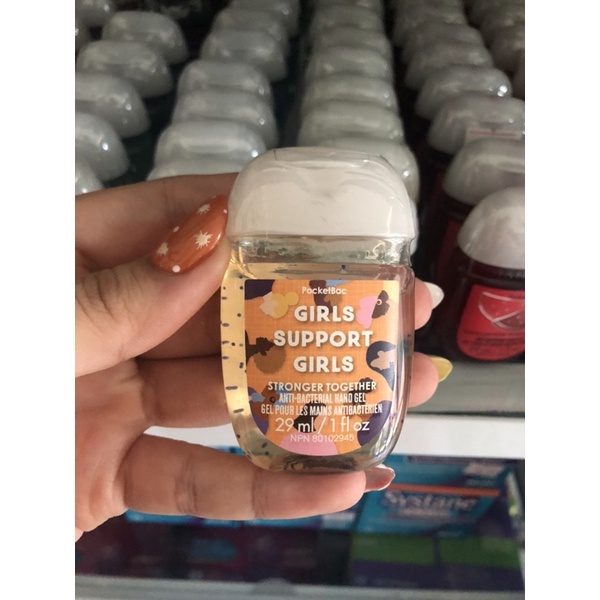 PocketBac
GIRLS
SUPPORT
GIRLS
STRONGER TOGETHER
ANTI-BACTERIAL HAND GEL
GEL POUR LES MAINS ANTIBACTÉRIEN
29 ml / 1 fl oz
NPN 80102945
Systane